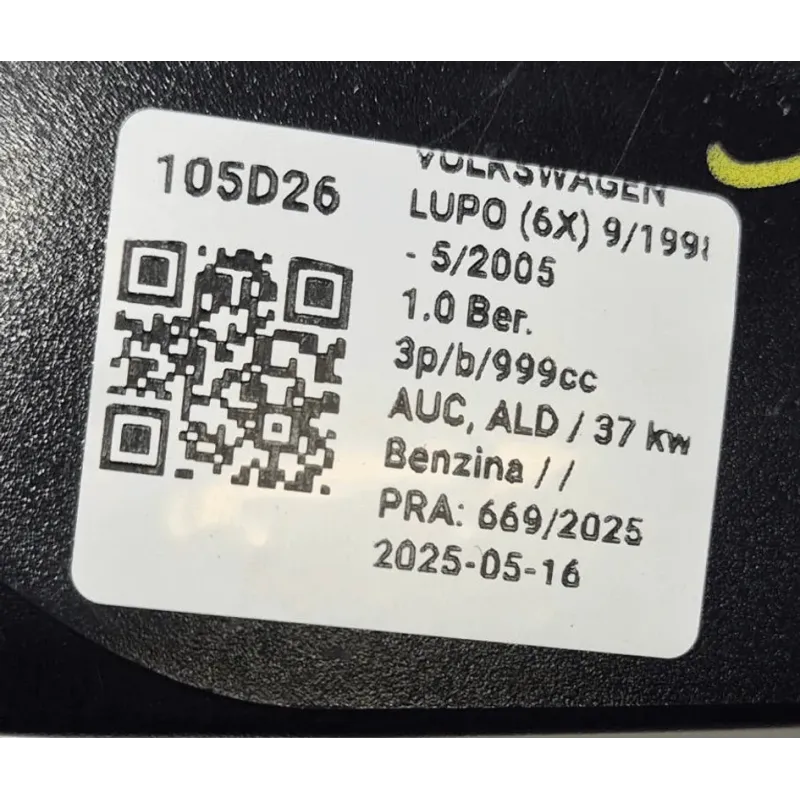 105D26
VOLKSWAGEN
LUPO (6X) 9/1998
- 5/2005
1.0 Ber.
3p/b/999cc
AUC, ALD / 37 kw
Benzina / /
PRA: 669/2025
2025-05-16